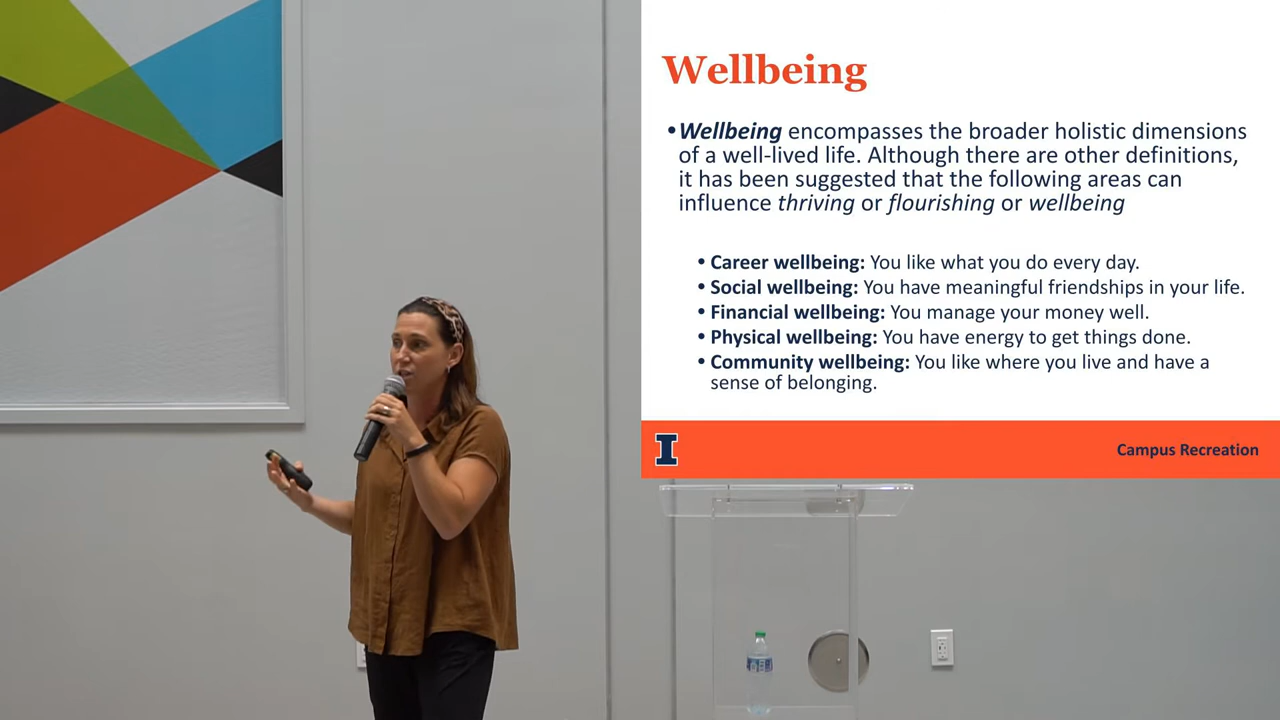 Wellbeing
•Wellbeing encompasses the broader holistic dimensions
of a well-lived life. Although there are other definitions,
it has been suggested that the following areas can
influence thriving or flourishing or wellbeing
• Career wellbeing: You like what you do every day.
• Social wellbeing: You have meaningful friendships in your life.
• Financial wellbeing: You manage your money well.
• Physical wellbeing: You have energy to get things done.
• Community wellbeing: You like where you live and have a
sense of belonging.
I
Campus Recreation